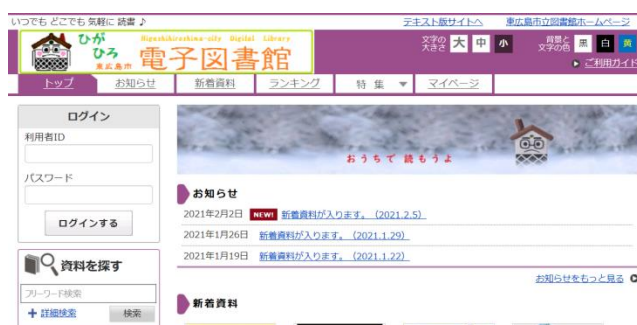 いつでも どこでも 気軽に 読書 ♪
テキスト版サイトへ 東広島市立図書館ホームページ
ひが
ひろ
東広島市
Higashihiroshima-city Digital Library
電子図書館
文字の大きさ 大 中 小
背景と文字の色 黒 白 黄
ご利用ガイド
トップ お知らせ 新着資料 ランキング 特集 ▼ マイページ
ログイン
利用者ID
パスワード
ログインする
資料を探す
フリーワード検索
+ 詳細検索 検索
おうちで 読もうよ
お知らせ
2021年2月2日 NEW! 新着資料が入ります。（2021.2.5）
2021年1月26日 新着資料が入ります。（2021.1.29）
2021年1月19日 新着資料が入ります。（2021.1.22）
お知らせをもっと見る
新着資料